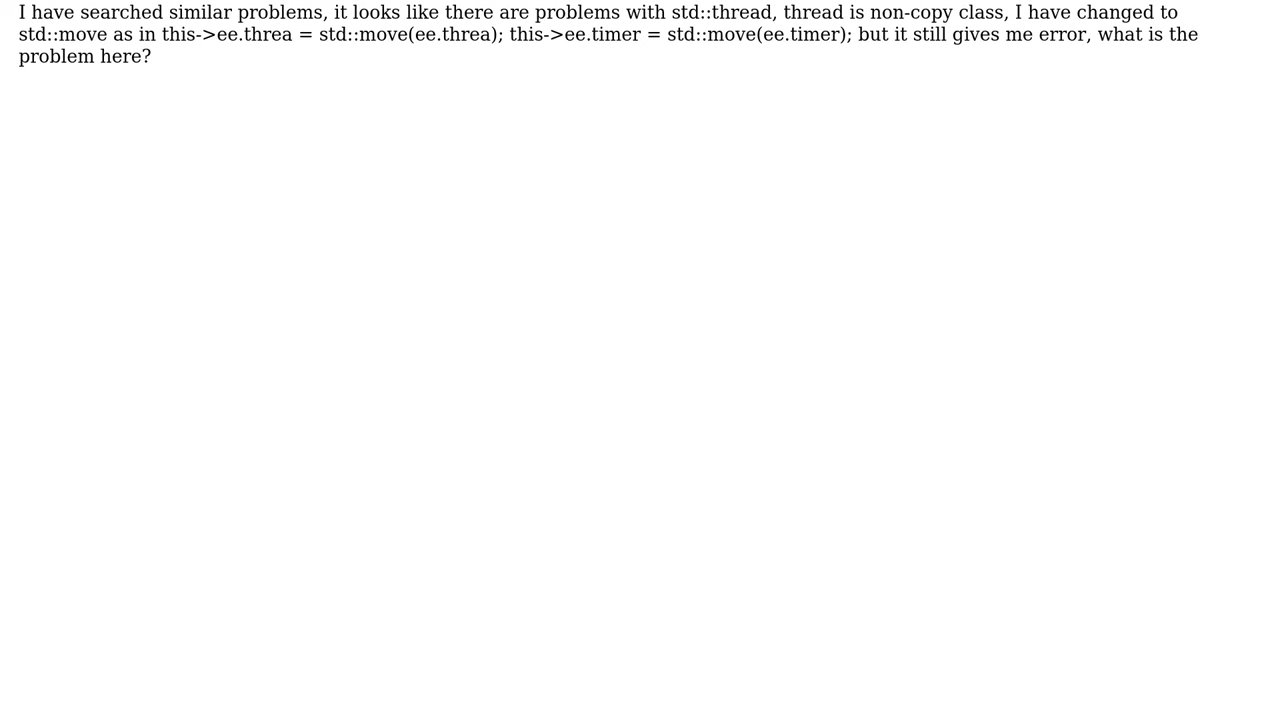 I have searched similar problems, it looks like there are problems with std::thread, thread is non-copy class, I have changed to
std::move as in this->ee.threa = std::move(ee.threa); this->ee.timer = std::move(ee.timer); but it still gives me error, what is the
problem here?